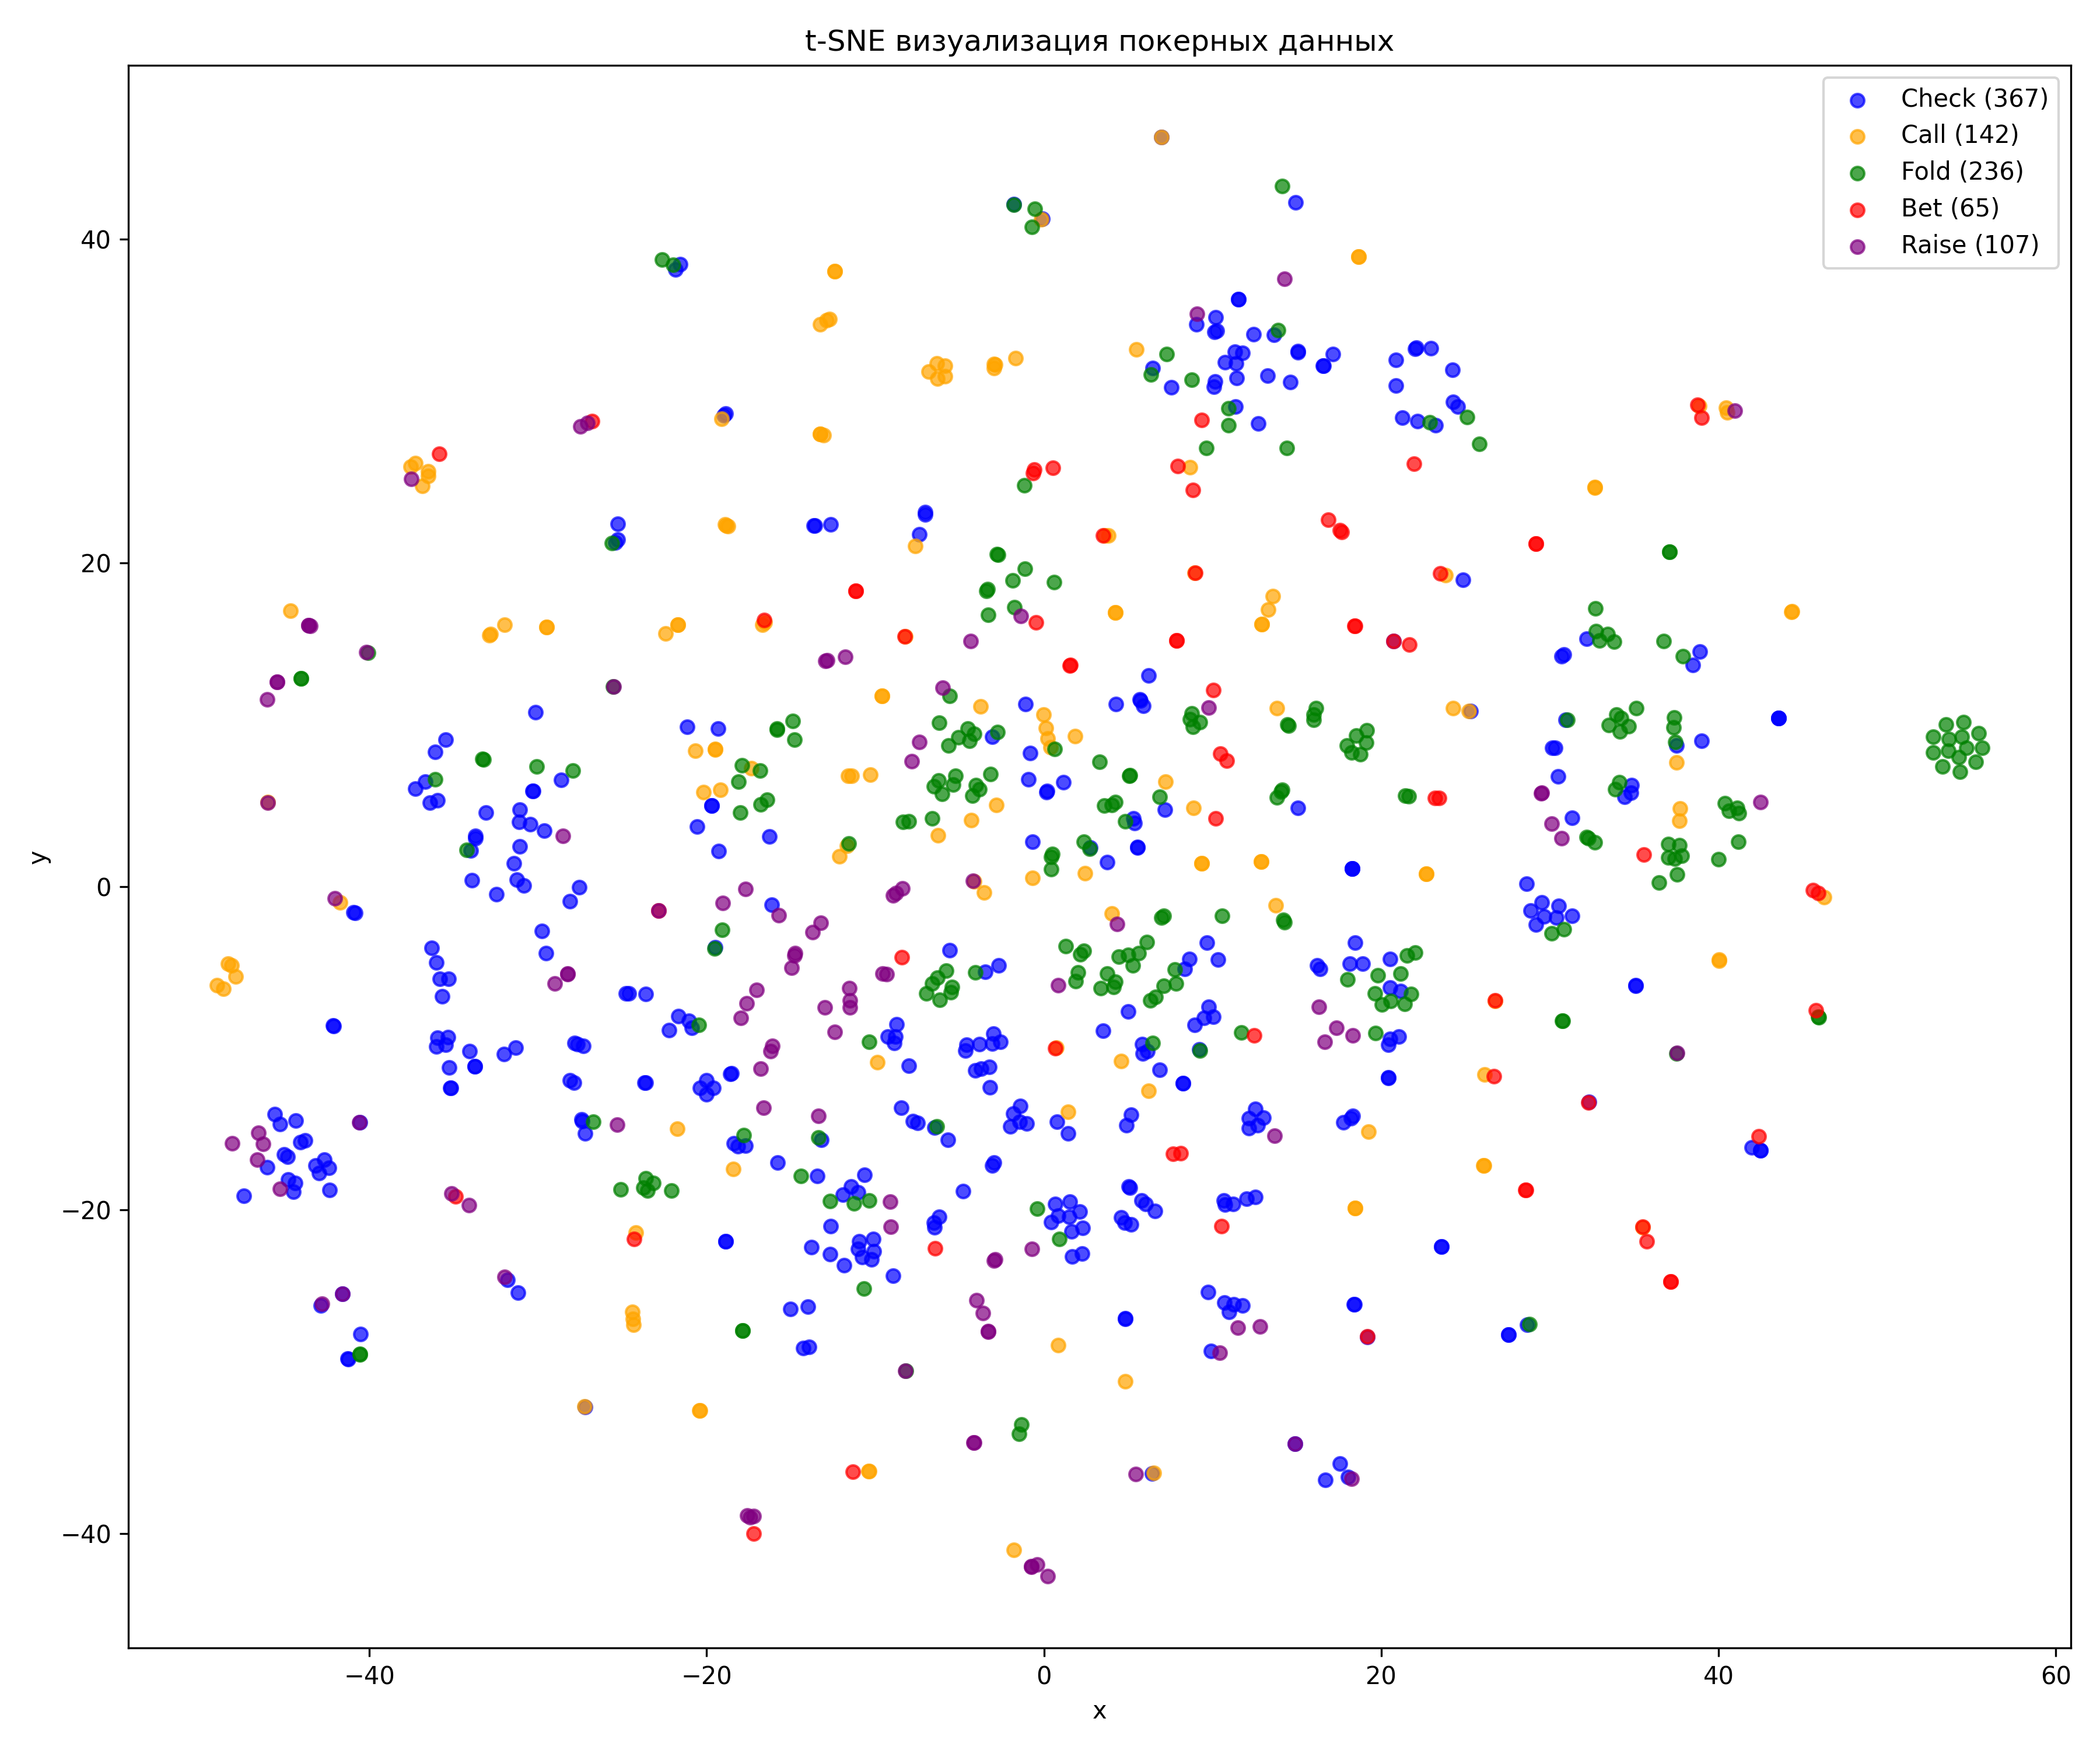 t-SNE визуализация покерных данных
Check (367)
Call (142)
Fold (236)
Bet (65)
Raise (107)
40
20
0
−20
−40
y
−40
−20
0
20
40
60
x